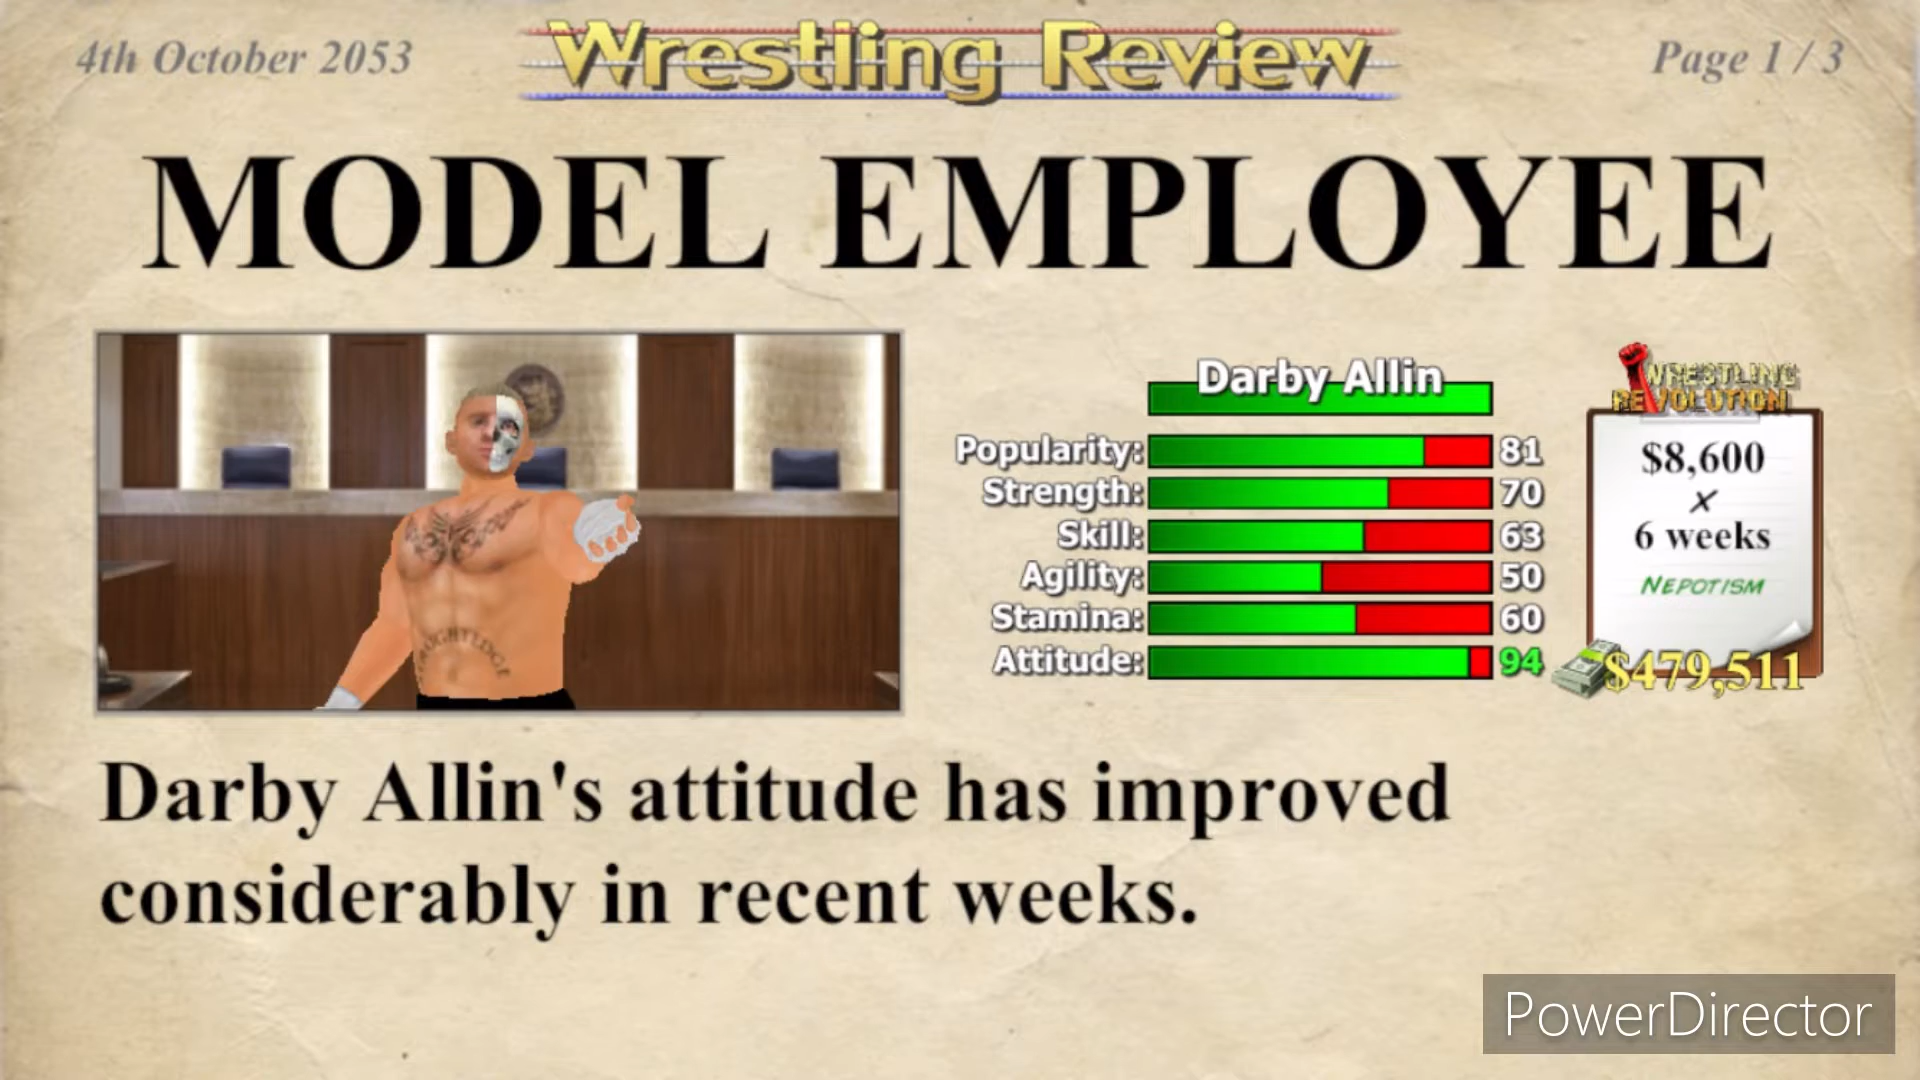 4th October 2053
Wrestling Review
Page 1 / 3
MODEL EMPLOYEE
Darby Allin
Popularity: 81
Strength: 70
Skill: 63
Agility: 50
Stamina: 60
Attitude: 94
WRESTLING
REVOLUTION
$8,600
x
6 weeks
NEPOTISM
$479,511
Darby Allin's attitude has improved
considerably in recent weeks.
PowerDirector